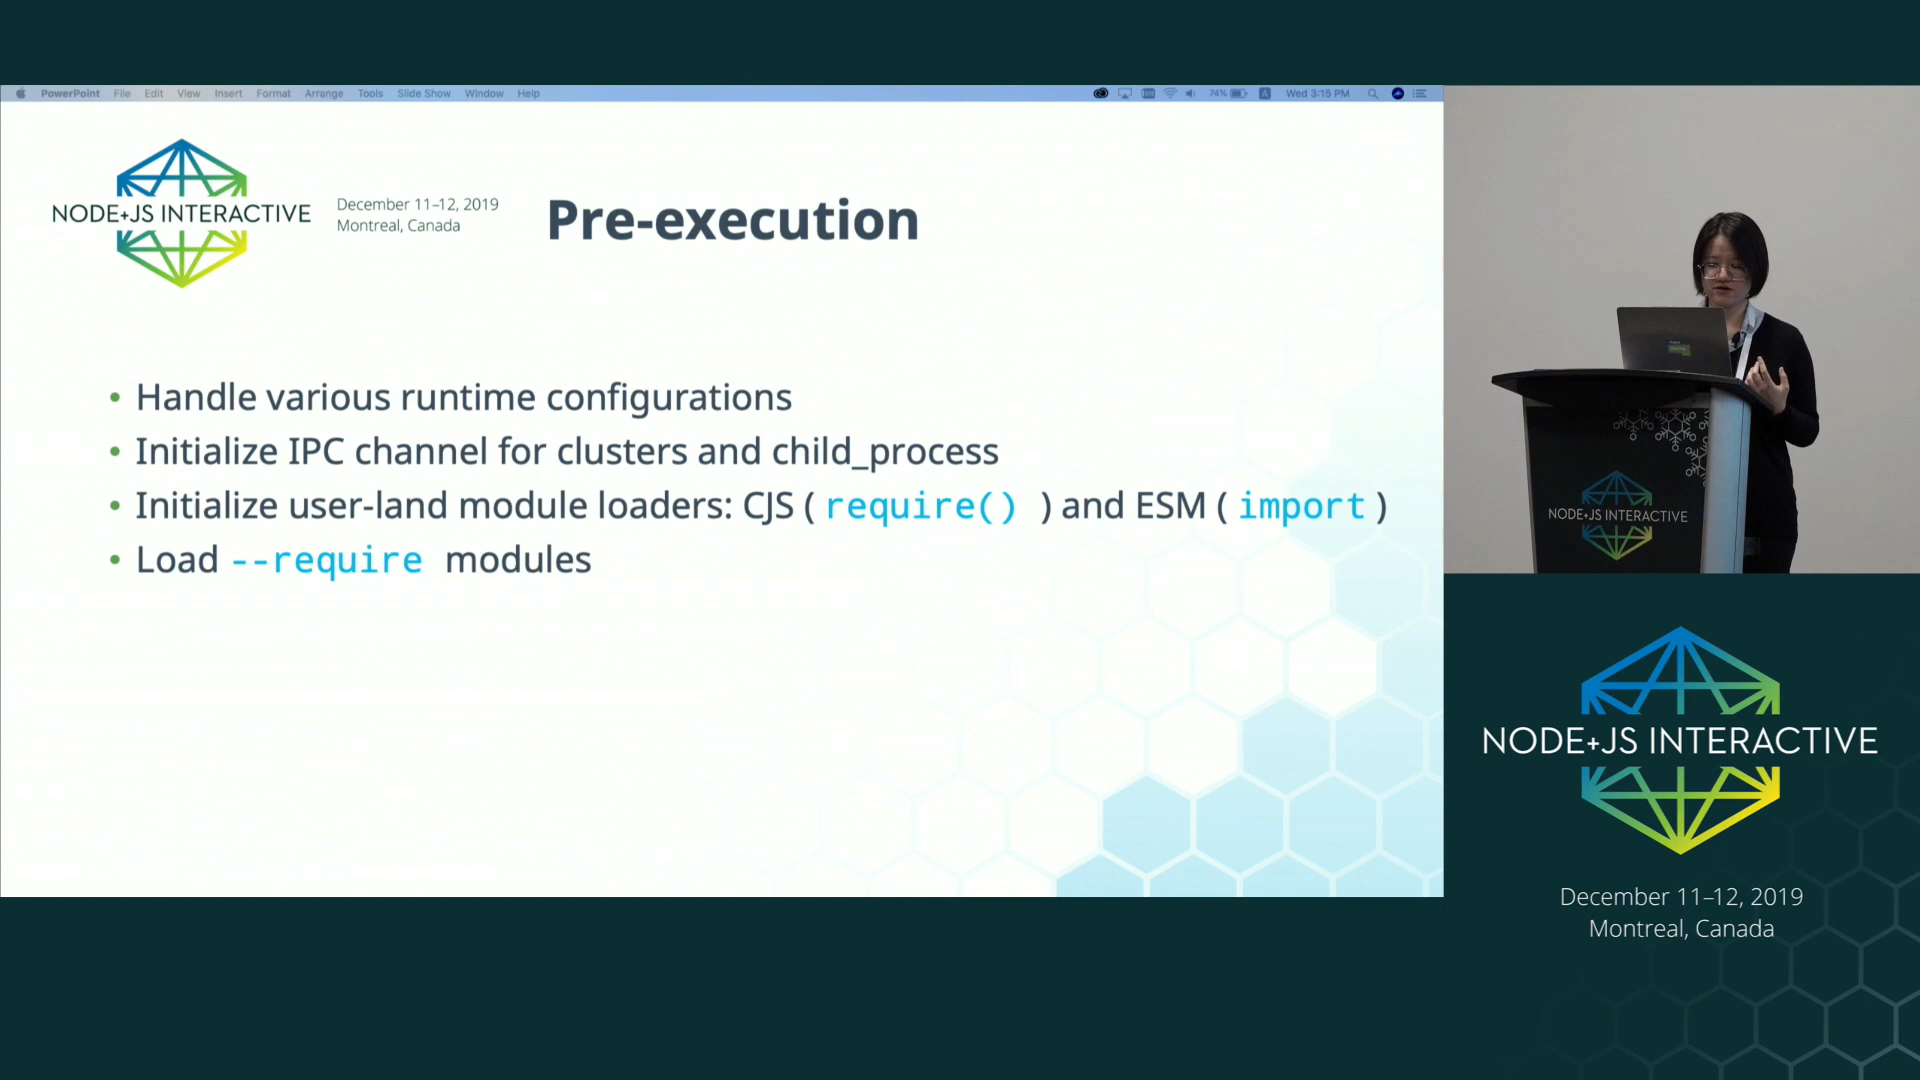 PowerPoint File Edit View Insert Format Arrange Tools Slide Show Window Help
74% Wed 3:15 PM
NODE+JS INTERACTIVE
December 11–12, 2019
Montreal, Canada
Pre-execution
• Handle various runtime configurations
• Initialize IPC channel for clusters and child_process
• Initialize user-land module loaders: CJS ( require() ) and ESM ( import )
• Load --require modules
NODE+JS INTERACTIVE
NODE+JS INTERACTIVE
December 11–12, 2019
Montreal, Canada